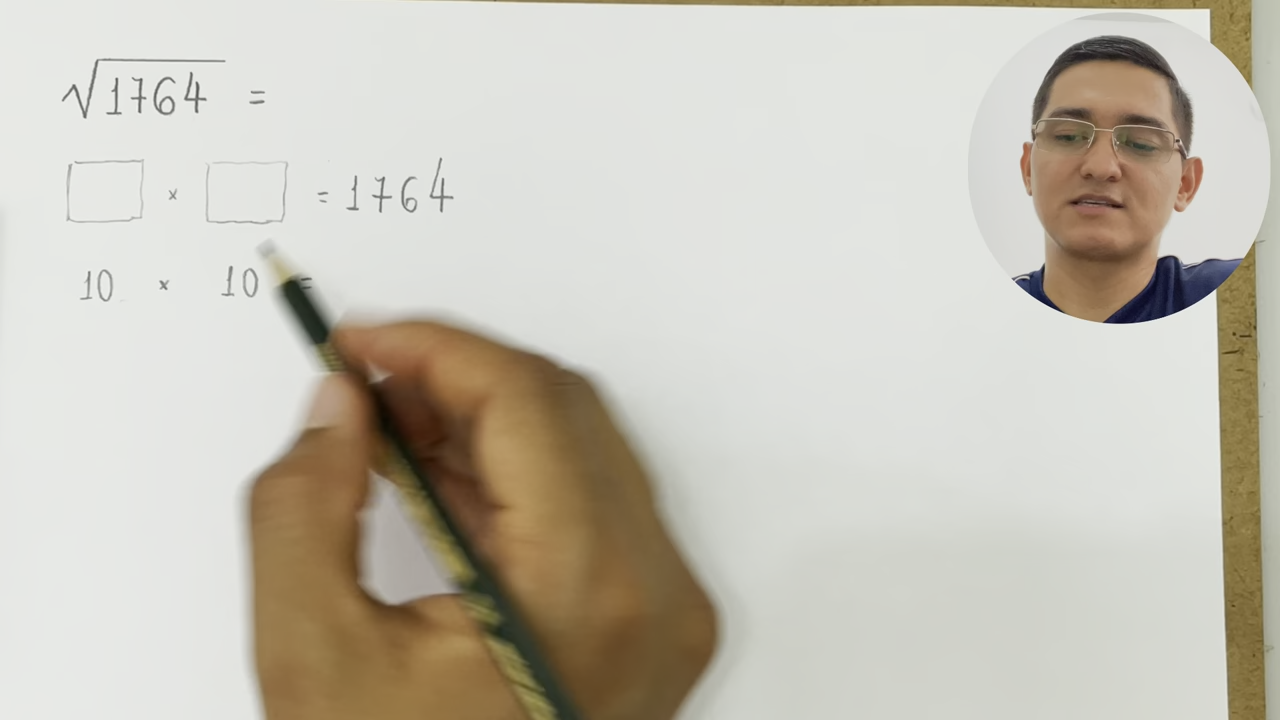 √1764 =
× = 1764
10 × 10 =